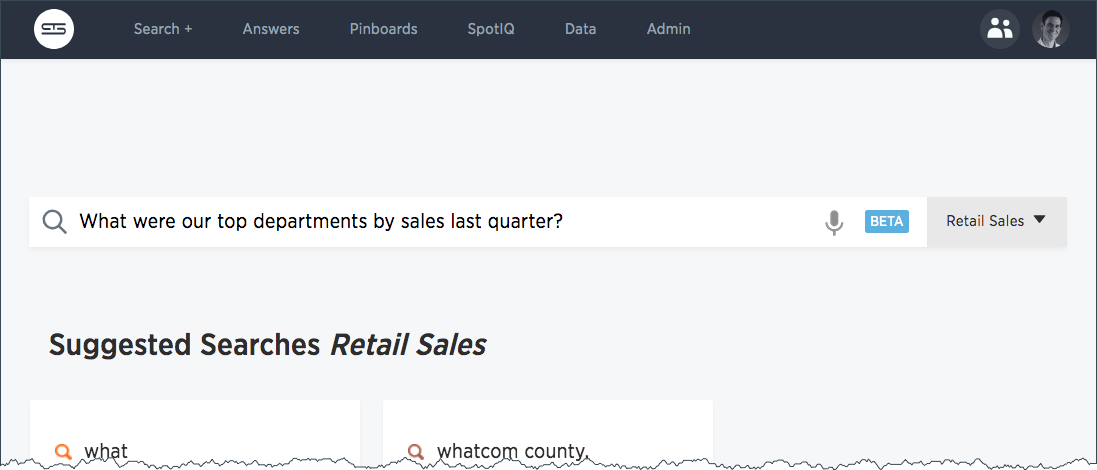 Search + Answers Pinboards SpotIQ Data Admin
What were our top departments by sales last quarter? BETA Retail Sales
Suggested Searches Retail Sales
what whatcom county,